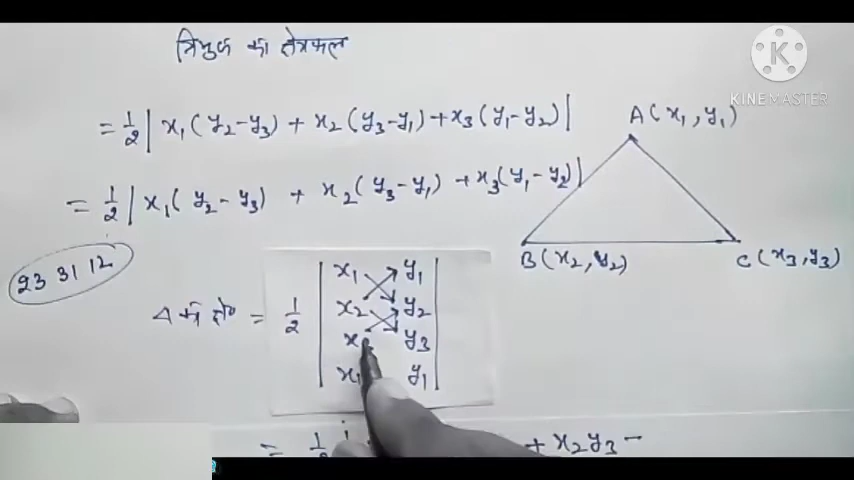 त्रिभुज का क्षेत्रफल
= 1/2 | x₁(y₂-y₃) + x₂(y₃-y₁) + x₃(y₁-y₂) |
= 1/2 | x₁(y₂-y₃) + x₂(y₃-y₁) + x₃(y₁-y₂) |
A(x₁, y₁)
B(x₂, y₂)
C(x₃, y₃)
23 31 12
Δ का क्षे० = 1/2
x₁ y₁
x₂ y₂
x y₃
x₁ y₁
= 1/2 + x₂y₃ -
K
KINEMASTER